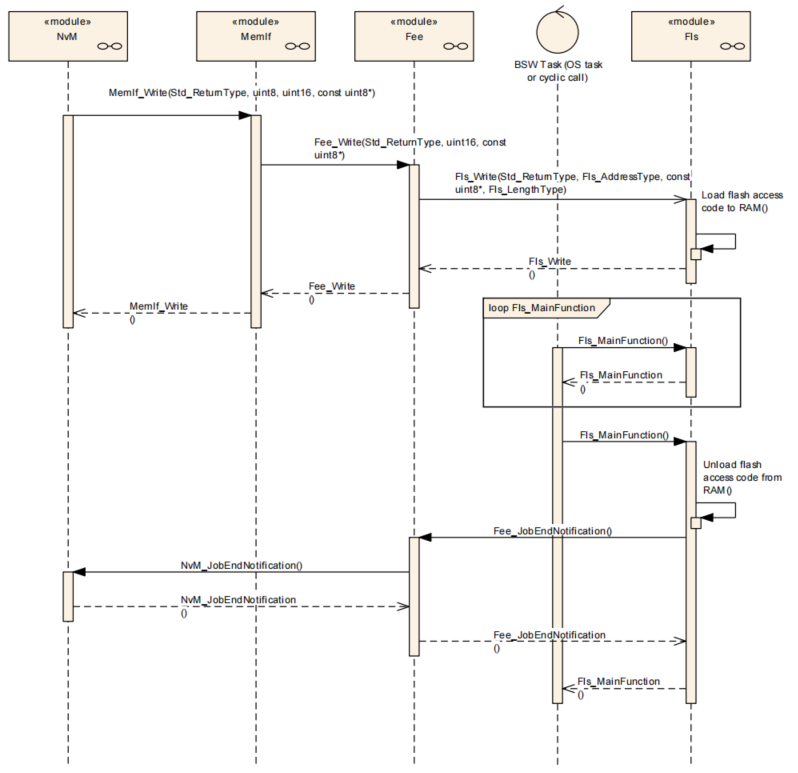 «module»
NvM
«module»
MemIf
«module»
Fee
BSW Task (OS task
or cyclic call)
«module»
Fls
MemIf_Write(Std_ReturnType, uint8, uint16, const uint8*)
Fee_Write(Std_ReturnType, uint16, const
uint8*)
Fls_Write(Std_ReturnType, Fls_AddressType, const
uint8*, Fls_LengthType)
Load flash access
code to RAM()
Fls_Write
()
Fee_Write
()
MemIf_Write
()
loop Fls_MainFunction
Fls_MainFunction()
Fls_MainFunction
()
Fls_MainFunction()
Unload flash
access code from
RAM()
Fee_JobEndNotification()
NvM_JobEndNotification()
NvM_JobEndNotification
()
Fee_JobEndNotification
()
Fls_MainFunction
()